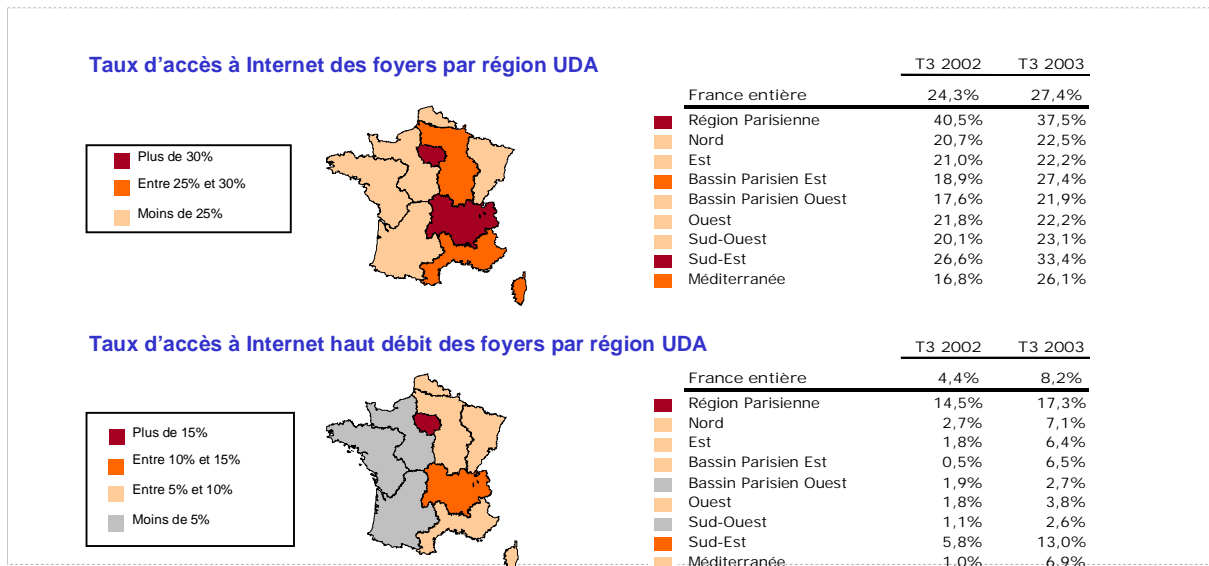 Taux d'accès à Internet des foyers par région UDA
T3 2002 T3 2003
France entière 24,3% 27,4%
Région Parisienne 40,5% 37,5%
Nord 20,7% 22,5%
Est 21,0% 22,2%
Bassin Parisien Est 18,9% 27,4%
Bassin Parisien Ouest 17,6% 21,9%
Ouest 21,8% 22,2%
Sud-Ouest 20,1% 23,1%
Sud-Est 26,6% 33,4%
Méditerranée 16,8% 26,1%
Plus de 30%
Entre 25% et 30%
Moins de 25%
Taux d'accès à Internet haut débit des foyers par région UDA
T3 2002 T3 2003
France entière 4,4% 8,2%
Région Parisienne 14,5% 17,3%
Nord 2,7% 7,1%
Est 1,8% 6,4%
Bassin Parisien Est 0,5% 6,5%
Bassin Parisien Ouest 1,9% 2,7%
Ouest 1,8% 3,8%
Sud-Ouest 1,1% 2,6%
Sud-Est 5,8% 13,0%
Méditerranée 1,0% 6,9%
Plus de 15%
Entre 10% et 15%
Entre 5% et 10%
Moins de 5%